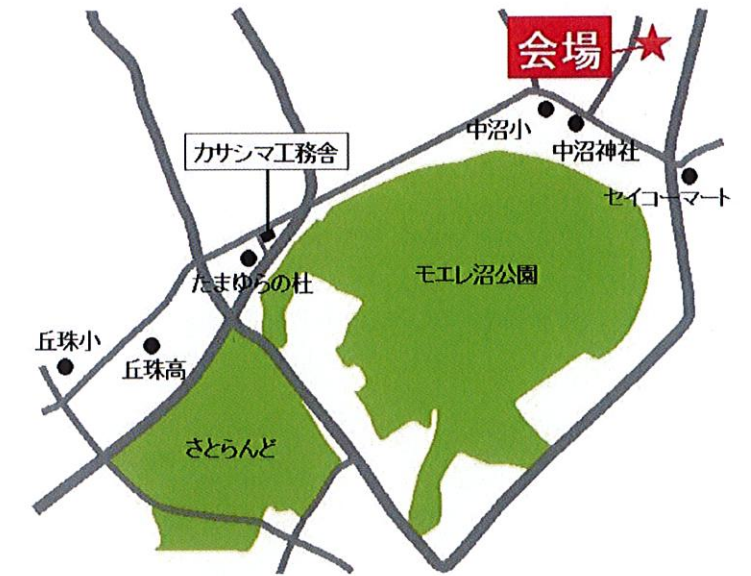 会場
中沼小
中沼神社
カサシマ工務舎
セイコーマート
たまゆらの杜
モエレ沼公園
丘珠小
丘珠高
さとらんど